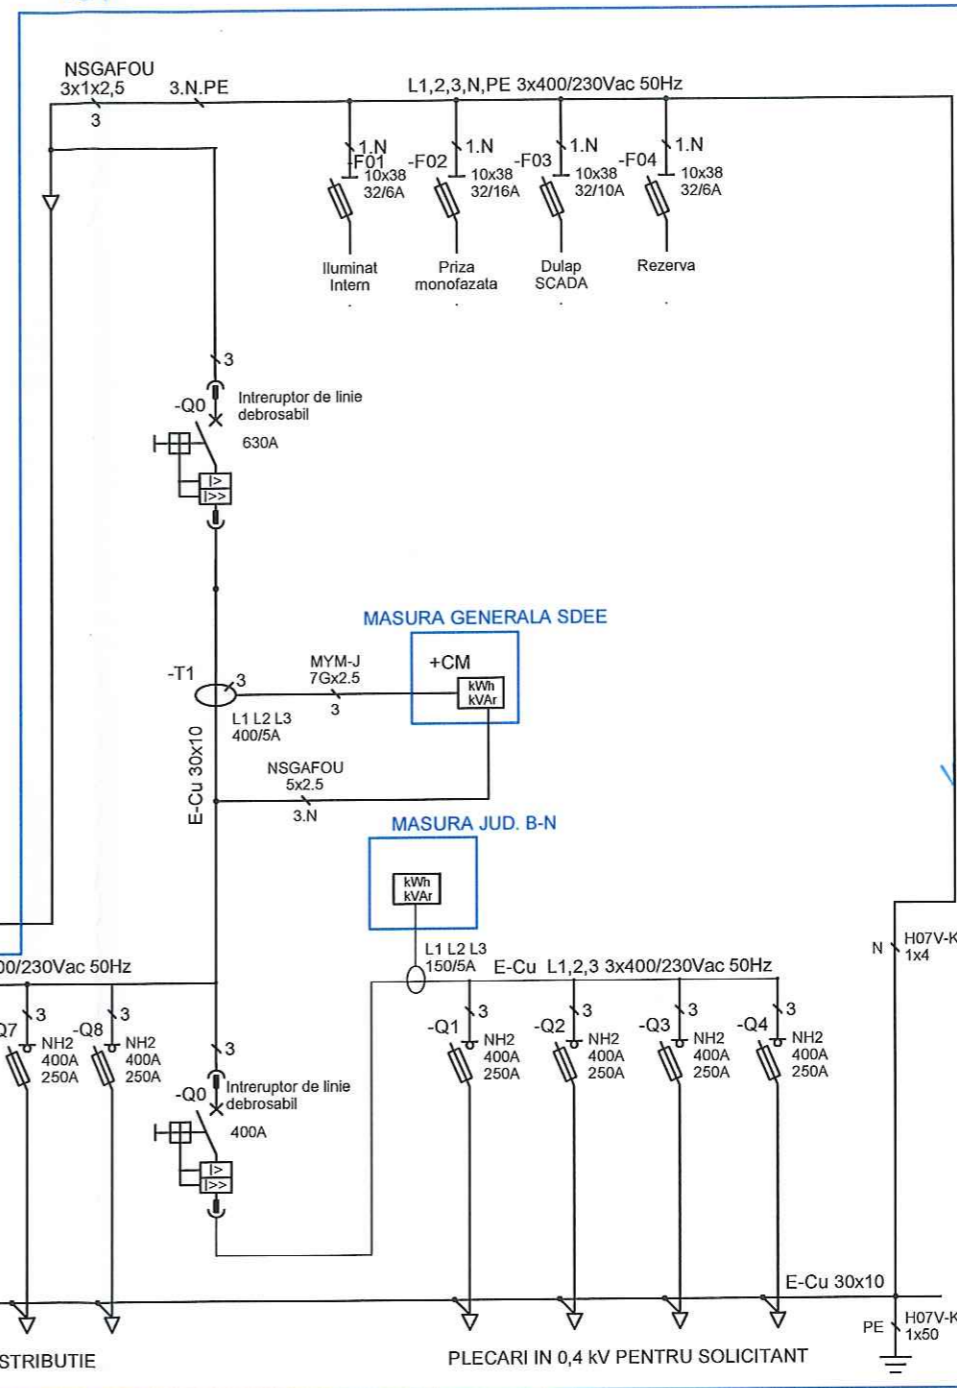 NSGAFOU
3x1x2,5
3.N.PE
3
L1,2,3,N,PE 3x400/230Vac 50Hz
1.N
-F01
10x38
32/6A
Iluminat
Intern
1.N
-F02
10x38
32/16A
Priza
monofazata
1.N
-F03
10x38
32/10A
Dulap
SCADA
1.N
-F04
10x38
32/6A
Rezerva
3
-Q0
Intreruptor de linie
debrosabil
630A
I>
I>>
MASURA GENERALA SDEE
-T1
3
MYM-J
7Gx2.5
3
+CM
kWh
kVAr
L1 L2 L3
400/5A
E-Cu 30x10
NSGAFOU
5x2.5
3.N
MASURA JUD. B-N
kWh
kVAr
L1 L2 L3
150/5A
N
H07V-K
1x4
00/230Vac 50Hz
E-Cu L1,2,3 3x400/230Vac 50Hz
Q7
3
NH2
400A
250A
-Q8
3
NH2
400A
250A
3
-Q0
Intreruptor de linie
debrosabil
400A
I>
I>>
-Q1
3
NH2
400A
250A
-Q2
3
NH2
400A
250A
-Q3
3
NH2
400A
250A
-Q4
3
NH2
400A
250A
E-Cu 30x10
PE
H07V-K
1x50
STRIBUTIE
PLECARI IN 0,4 kV PENTRU SOLICITANT